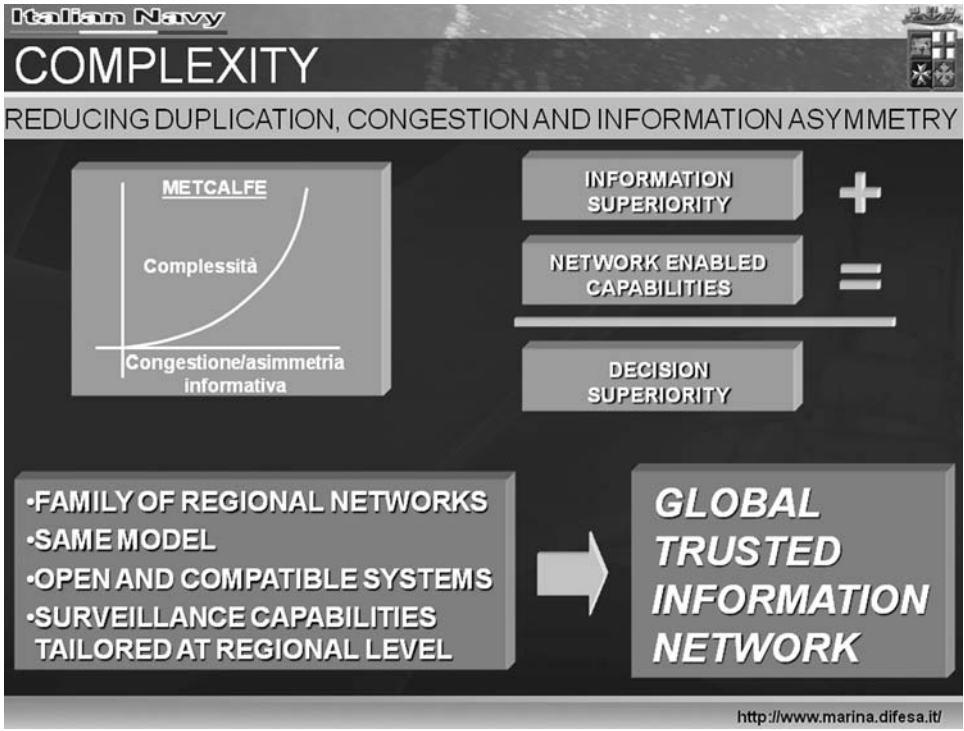 Italian Navy
COMPLEXITY
REDUCING DUPLICATION, CONGESTION AND INFORMATION ASYMMETRY
METCALFE
Complessità
Congestione/asimmetria
informativa
INFORMATION
SUPERIORITY
+
NETWORK ENABLED
CAPABILITIES
=
DECISION
SUPERIORITY
•FAMILY OF REGIONAL NETWORKS
•SAME MODEL
•OPEN AND COMPATIBLE SYSTEMS
•SURVEILLANCE CAPABILITIES
TAILORED AT REGIONAL LEVEL
GLOBAL
TRUSTED
INFORMATION
NETWORK
http://www.marina.difesa.it/